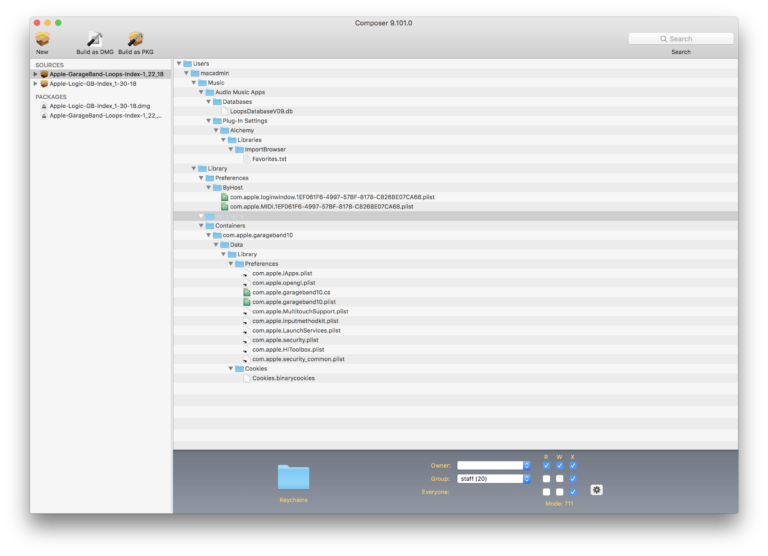 Composer 9.101.0
New
Build as DMG
Build as PKG
Search
Search
SOURCES
Apple-GarageBand-Loops-Index-1_22_18
Apple-Logic-GB-Index_1-30-18
PACKAGES
Apple-Logic-GB-Index_1-30-18.dmg
Apple-GarageBand-Loops-Index-1_22_...
Users
macadmin
Music
Audio Music Apps
Databases
LoopsDatabaseV09.db
Plug-In Settings
Alchemy
Libraries
ImportBrowser
Favorites.txt
Library
Preferences
ByHost
com.apple.loginwindow.1EF061F6-4997-57BF-8178-C826BE07CA68.plist
com.apple.MIDI.1EF061F6-4997-57BF-8178-C826BE07CA68.plist
Containers
com.apple.garageband10
Data
Library
Preferences
com.apple.iApps.plist
com.apple.opengl.plist
com.apple.garageband10.cs
com.apple.garageband10.plist
com.apple.MultitouchSupport.plist
com.apple.inputmethodkit.plist
com.apple.LaunchServices.plist
com.apple.security.plist
com.apple.HIToolbox.plist
com.apple.security_common.plist
Cookies
Cookies.binarycookies
Keychains
R W X
Owner:
Group: staff (20)
Everyone:
Mode: 711